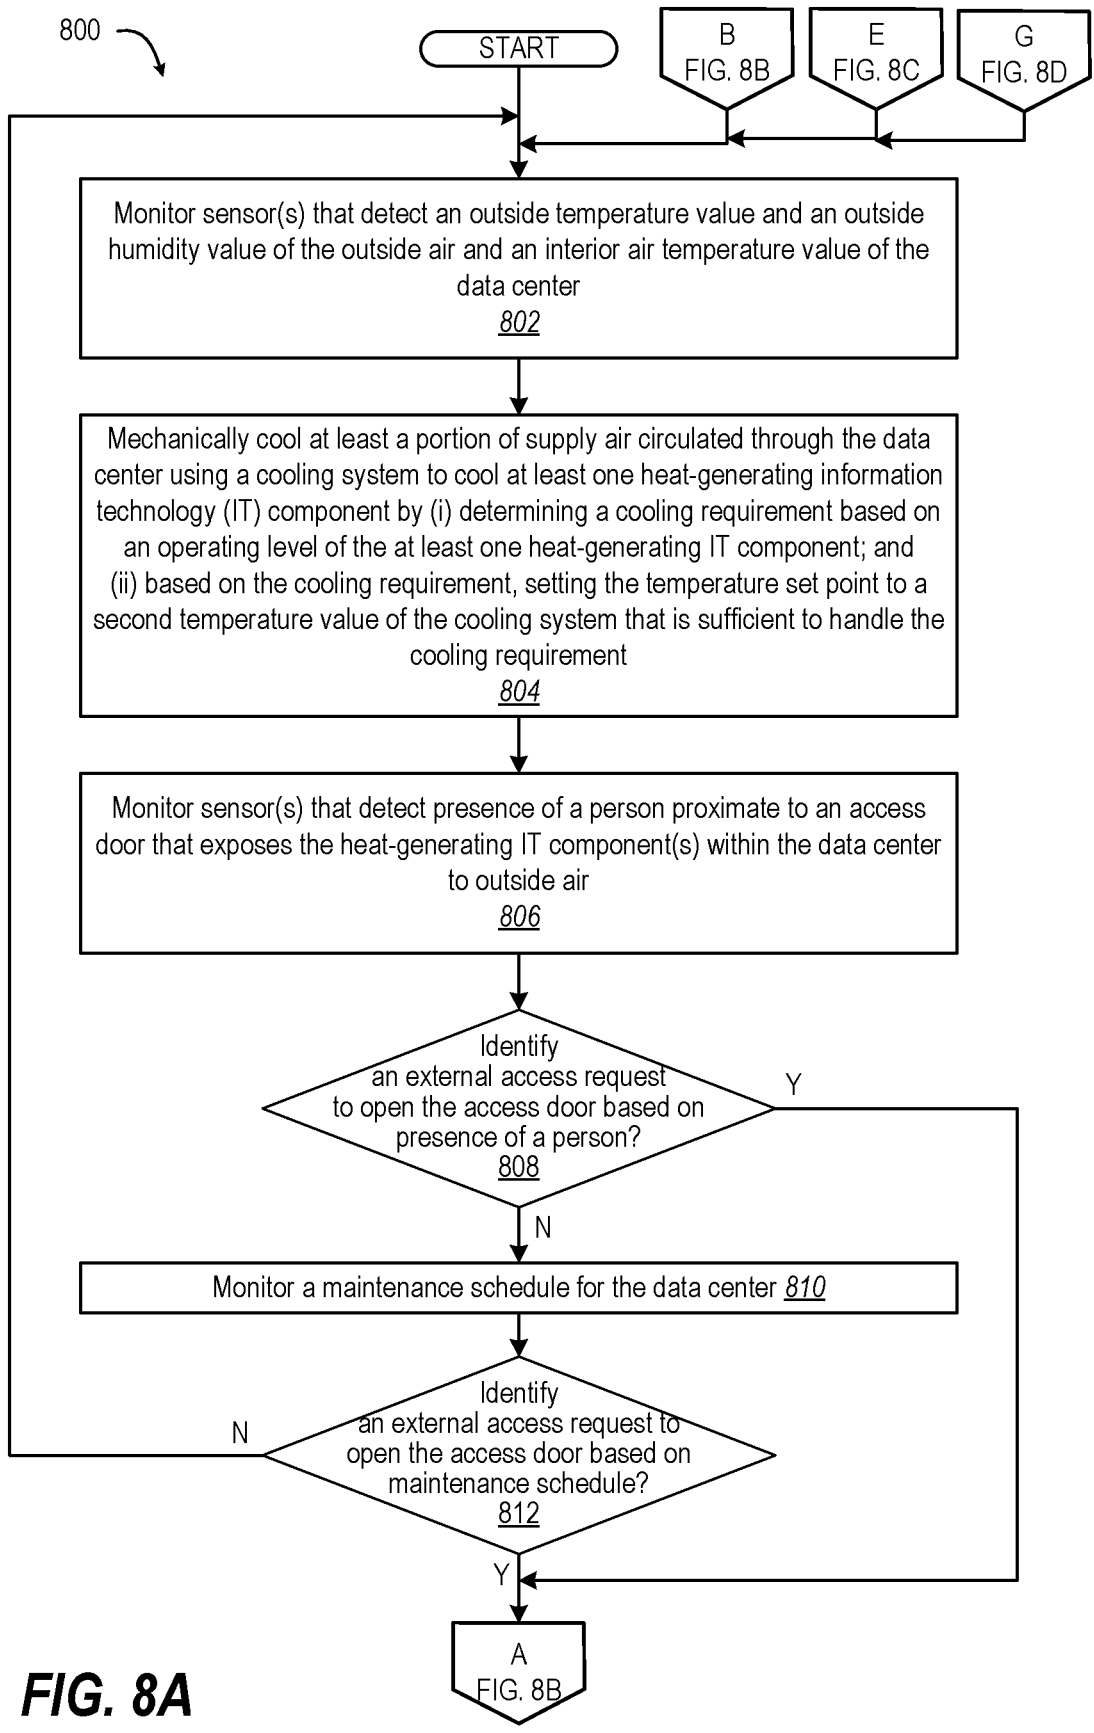 800
START
B
FIG. 8B
E
FIG. 8C
G
FIG. 8D
Monitor sensor(s) that detect an outside temperature value and an outside
humidity value of the outside air and an interior air temperature value of the
data center
802
Mechanically cool at least a portion of supply air circulated through the data
center using a cooling system to cool at least one heat-generating information
technology (IT) component by (i) determining a cooling requirement based on
an operating level of the at least one heat-generating IT component; and
(ii) based on the cooling requirement, setting the temperature set point to a
second temperature value of the cooling system that is sufficient to handle the
cooling requirement
804
Monitor sensor(s) that detect presence of a person proximate to an access
door that exposes the heat-generating IT component(s) within the data center
to outside air
806
Identify
an external access request
to open the access door based on
presence of a person?
808
Y
N
Monitor a maintenance schedule for the data center 810
Identify
an external access request to
open the access door based on
maintenance schedule?
812
N
Y
A
FIG. 8B
FIG. 8A